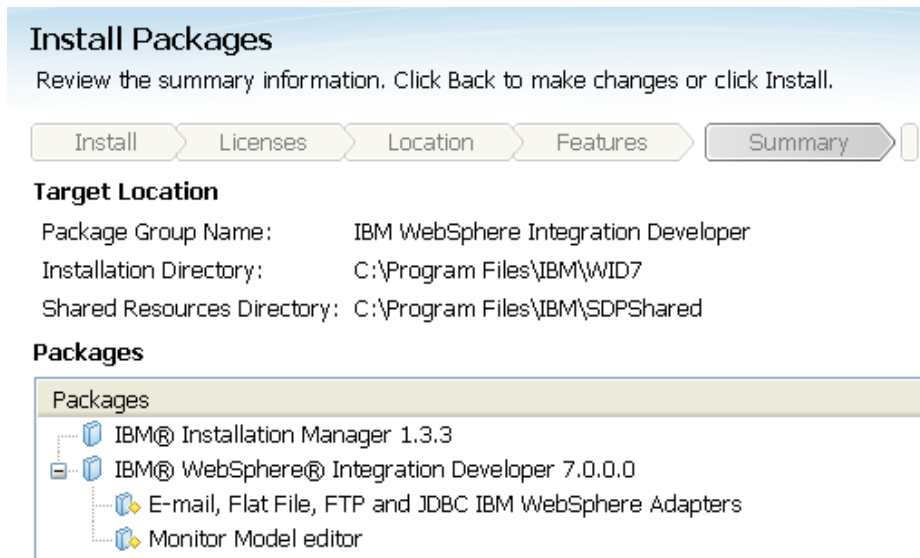 Install Packages
Review the summary information. Click Back to make changes or click Install.
Install Licenses Location Features Summary
Target Location
Package Group Name: IBM WebSphere Integration Developer
Installation Directory: C:\Program Files\IBM\WID7
Shared Resources Directory: C:\Program Files\IBM\SDPShared
Packages
Packages
IBM® Installation Manager 1.3.3
IBM® WebSphere® Integration Developer 7.0.0.0
E-mail, Flat File, FTP and JDBC IBM WebSphere Adapters
Monitor Model editor